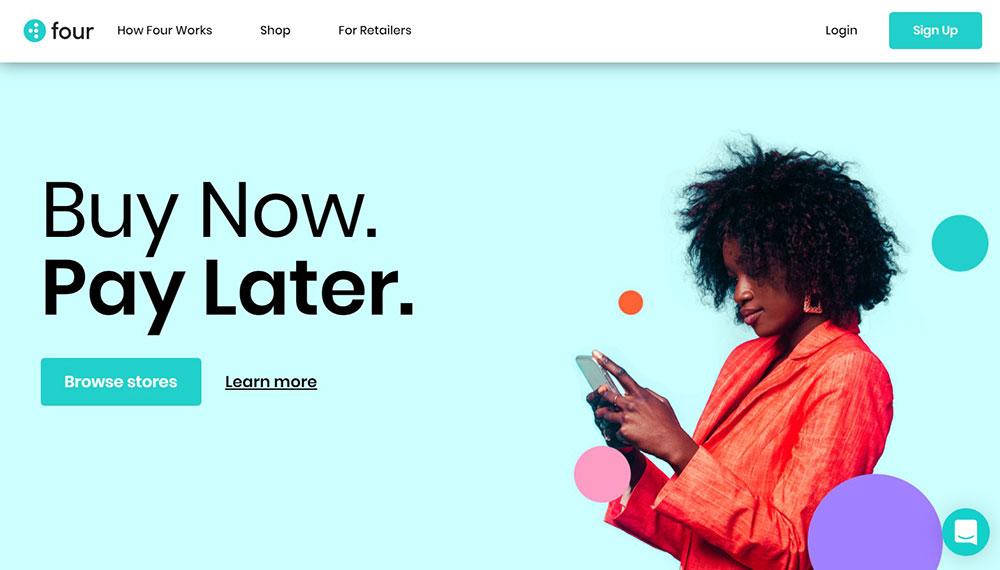 four
How Four Works
Shop
For Retailers
Login
Sign Up
Buy Now.
Pay Later.
Browse stores
Learn more